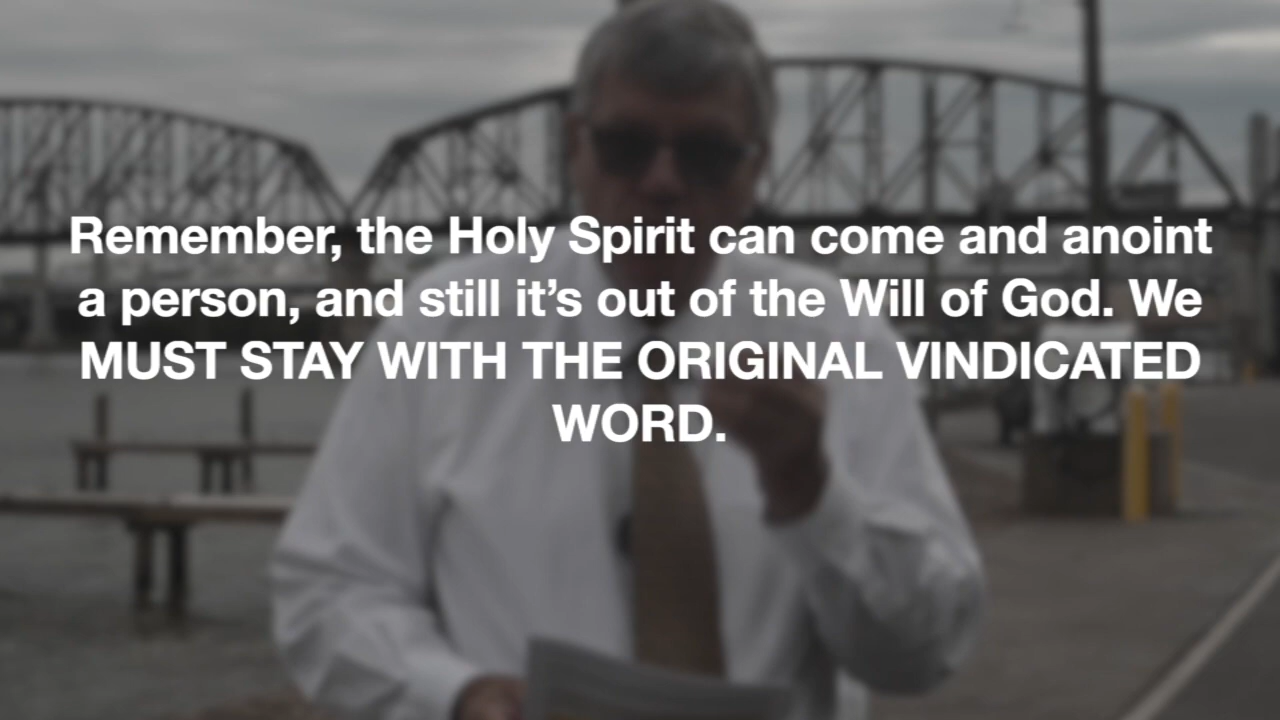 Remember, the Holy Spirit can come and anoint
a person, and still it’s out of the Will of God. We
MUST STAY WITH THE ORIGINAL VINDICATED
WORD.